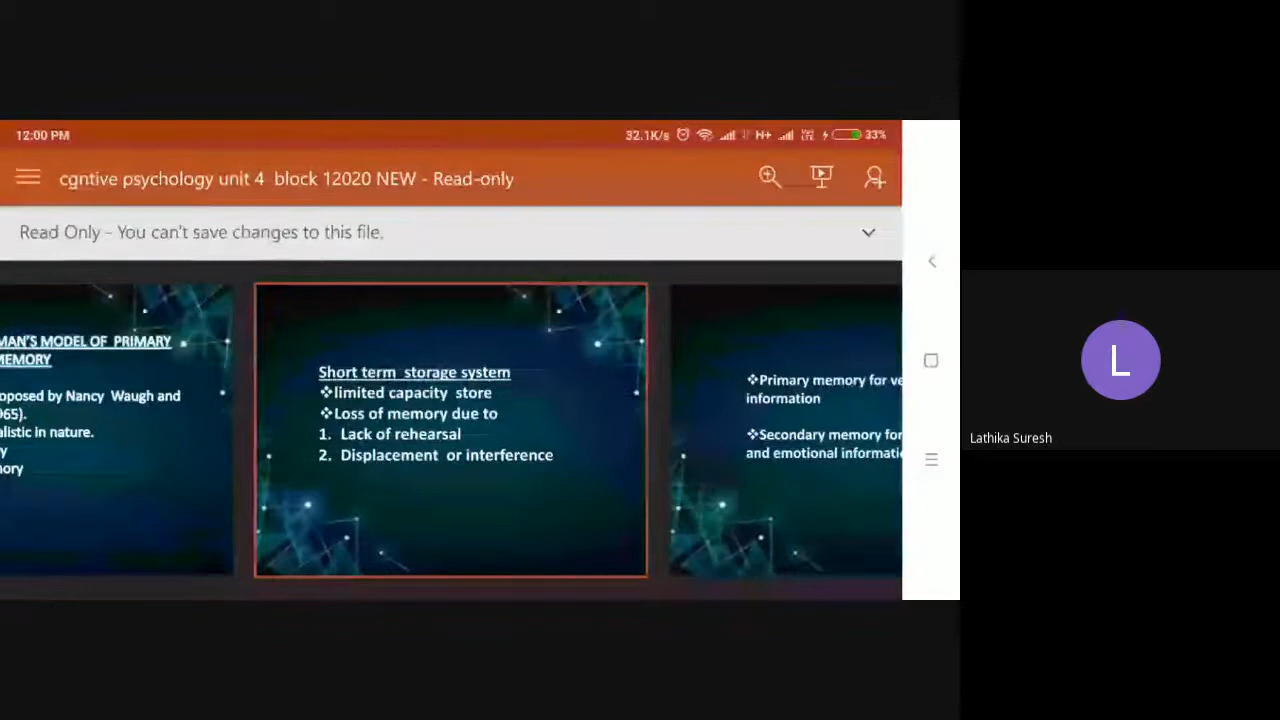 12:00 PM
32.1K/s
H+
33%
cgntive psychology unit 4 block 12020 NEW - Read-only
Read Only - You can't save changes to this file.
MAN'S MODEL OF PRIMARY
MEMORY
oposed by Nancy Waugh and
965).
alistic in nature.
y
nory
Short term storage system
❖limited capacity store
❖Loss of memory due to
1. Lack of rehearsal
2. Displacement or interference
❖Primary memory for ve
information
❖Secondary memory for
and emotional informati
L
Lathika Suresh